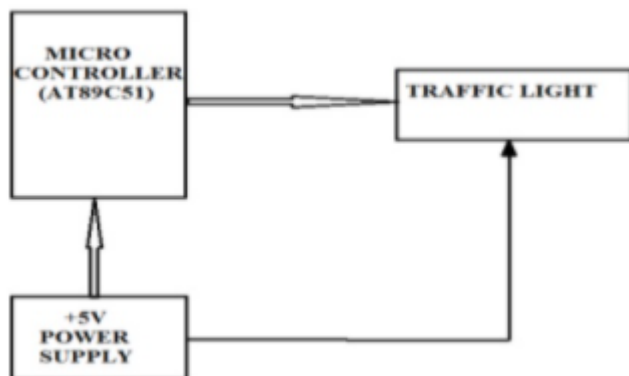 MICRO
CONTROLLER
(AT89C51)
TRAFFIC LIGHT
+5V
POWER
SUPPLY